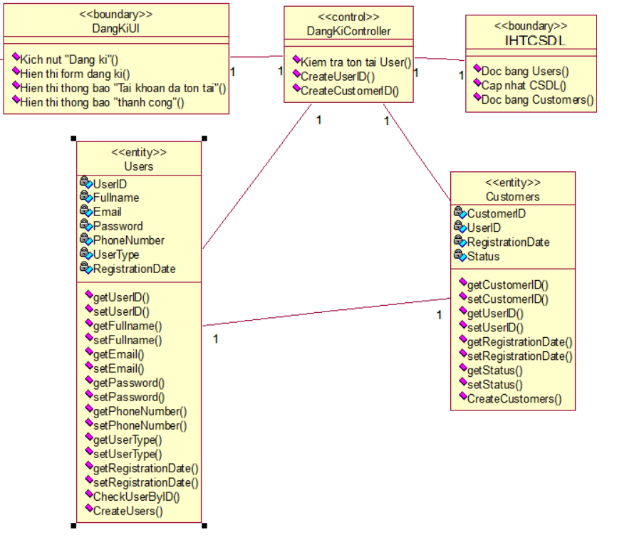 <<boundary>>
DangKiUI
Kich nut "Dang ki"()
Hien thi form dang ki()
Hien thi thong bao "Tai khoan da ton tai"()
Hien thi thong bao "thanh cong"()
1
1
<<control>>
DangKiController
Kiem tra ton tai User()
CreateUserID()
CreateCustomerID()
1
1
<<boundary>>
IHTCSDL
Doc bang Users()
Cap nhat CSDL()
Doc bang Customers()
1
1
<<entity>>
Users
UserID
Fullname
Email
Password
PhoneNumber
UserType
RegistrationDate
getUserID()
setUserID()
getFullname()
setFullname()
getEmail()
setEmail()
getPassword()
setPassword()
getPhoneNumber()
setPhoneNumber()
getUserType()
setUserType()
getRegistrationDate()
setRegistrationDate()
CheckUserByID()
CreateUsers()
1
1
<<entity>>
Customers
CustomerID
UserID
RegistrationDate
Status
getCustomerID()
setCustomerID()
getUserID()
setUserID()
getRegistrationDate()
setRegistrationDate()
getStatus()
setStatus()
CreateCustomers()